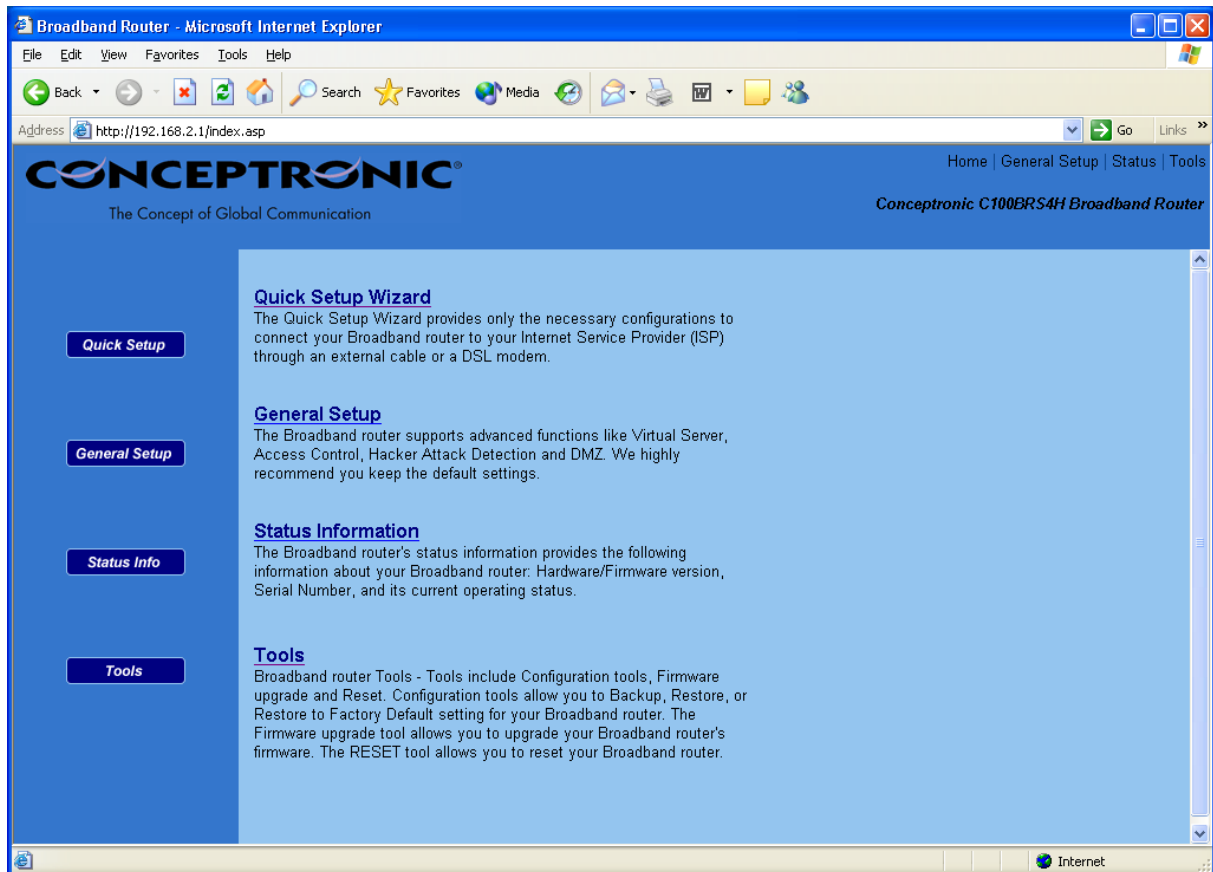 Broadband Router - Microsoft Internet Explorer
File Edit View Favorites Tools Help
Back Search Favorites Media
Address http://192.168.2.1/index.asp Go Links »
CONCEPTRONIC®
The Concept of Global Communication
Home | General Setup | Status | Tools
Conceptronic C100BRS4H Broadband Router
Quick Setup
General Setup
Status Info
Tools
Quick Setup Wizard
The Quick Setup Wizard provides only the necessary configurations to
connect your Broadband router to your Internet Service Provider (ISP)
through an external cable or a DSL modem.
General Setup
The Broadband router supports advanced functions like Virtual Server,
Access Control, Hacker Attack Detection and DMZ. We highly
recommend you keep the default settings.
Status Information
The Broadband router's status information provides the following
information about your Broadband router: Hardware/Firmware version,
Serial Number, and its current operating status.
Tools
Broadband router Tools - Tools include Configuration tools, Firmware
upgrade and Reset. Configuration tools allow you to Backup, Restore, or
Restore to Factory Default setting for your Broadband router. The
Firmware upgrade tool allows you to upgrade your Broadband router's
firmware. The RESET tool allows you to reset your Broadband router.
Internet